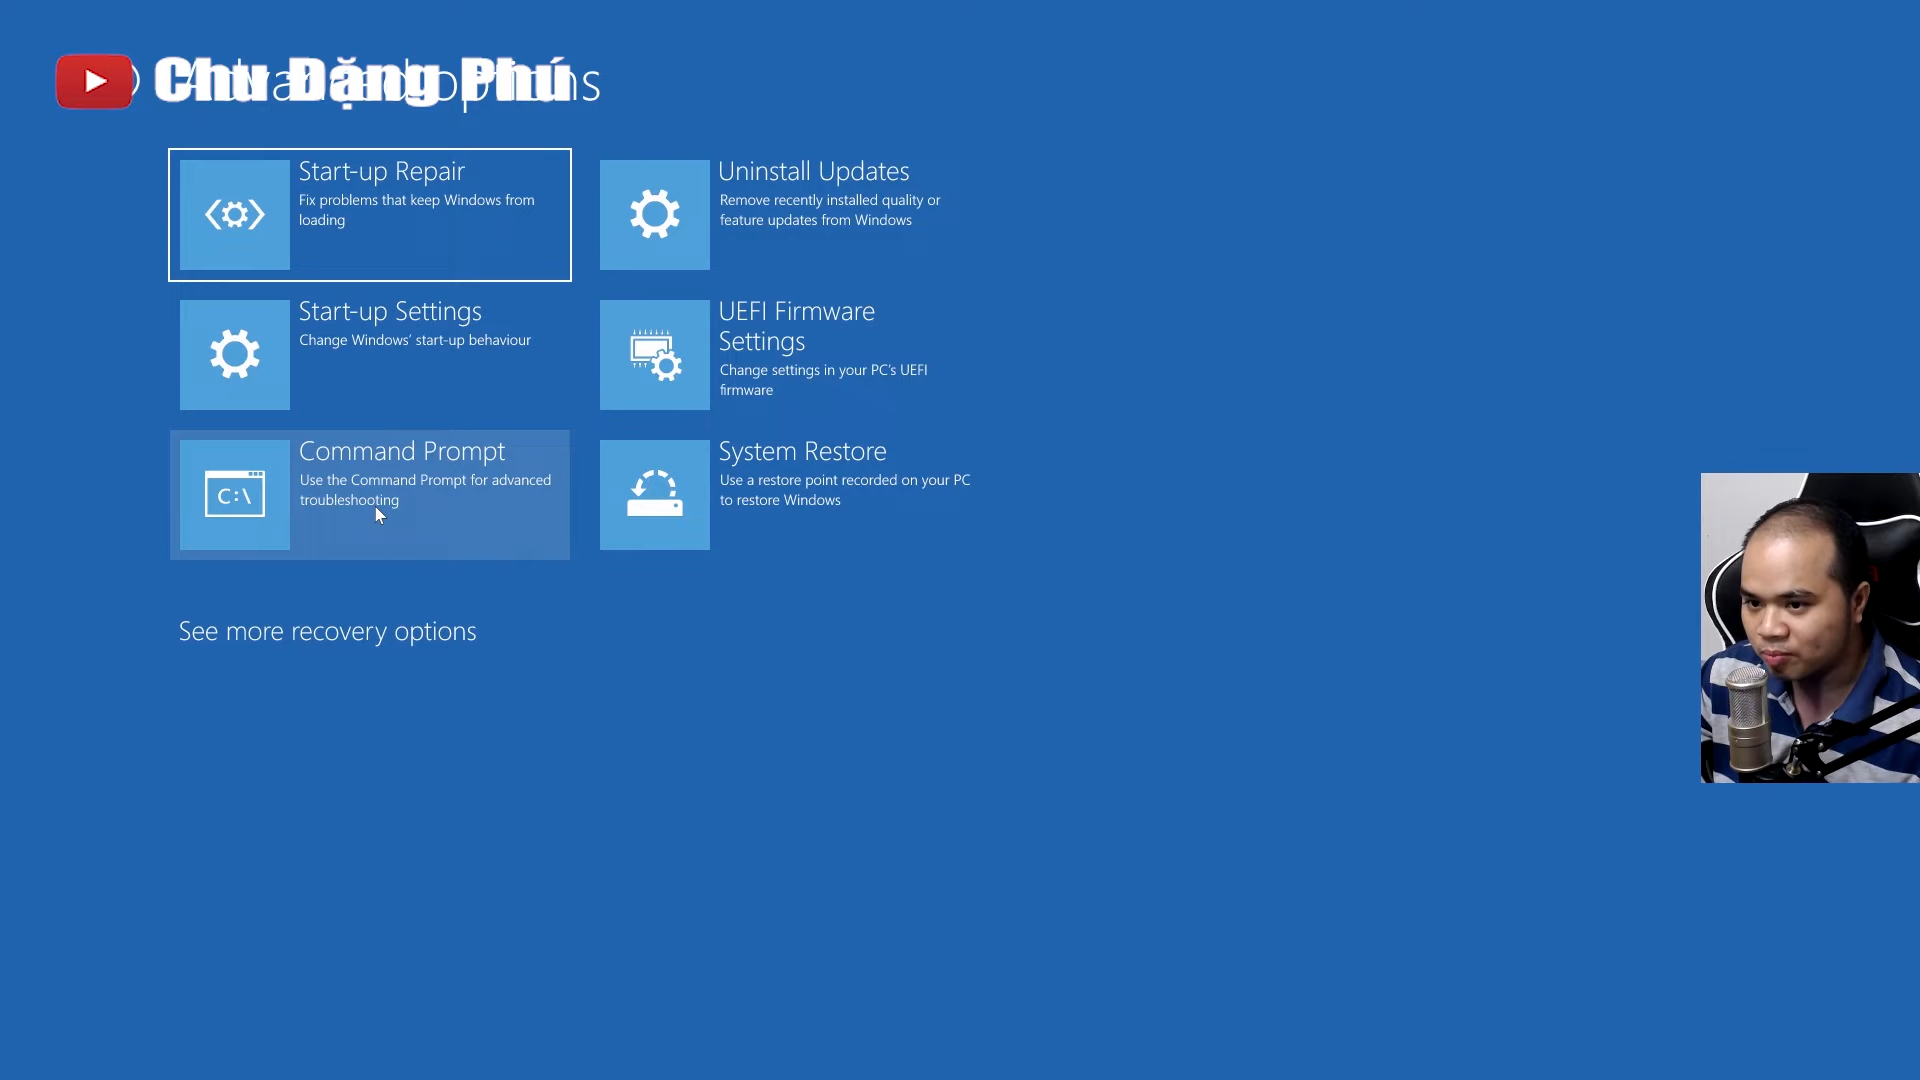 Chu Đặng Phú
Advanced options
Start-up Repair
Fix problems that keep Windows from
loading
Uninstall Updates
Remove recently installed quality or
feature updates from Windows
Start-up Settings
Change Windows’ start-up behaviour
UEFI Firmware
Settings
Change settings in your PC’s UEFI
firmware
C:\
Command Prompt
Use the Command Prompt for advanced
troubleshooting
System Restore
Use a restore point recorded on your PC
to restore Windows
See more recovery options